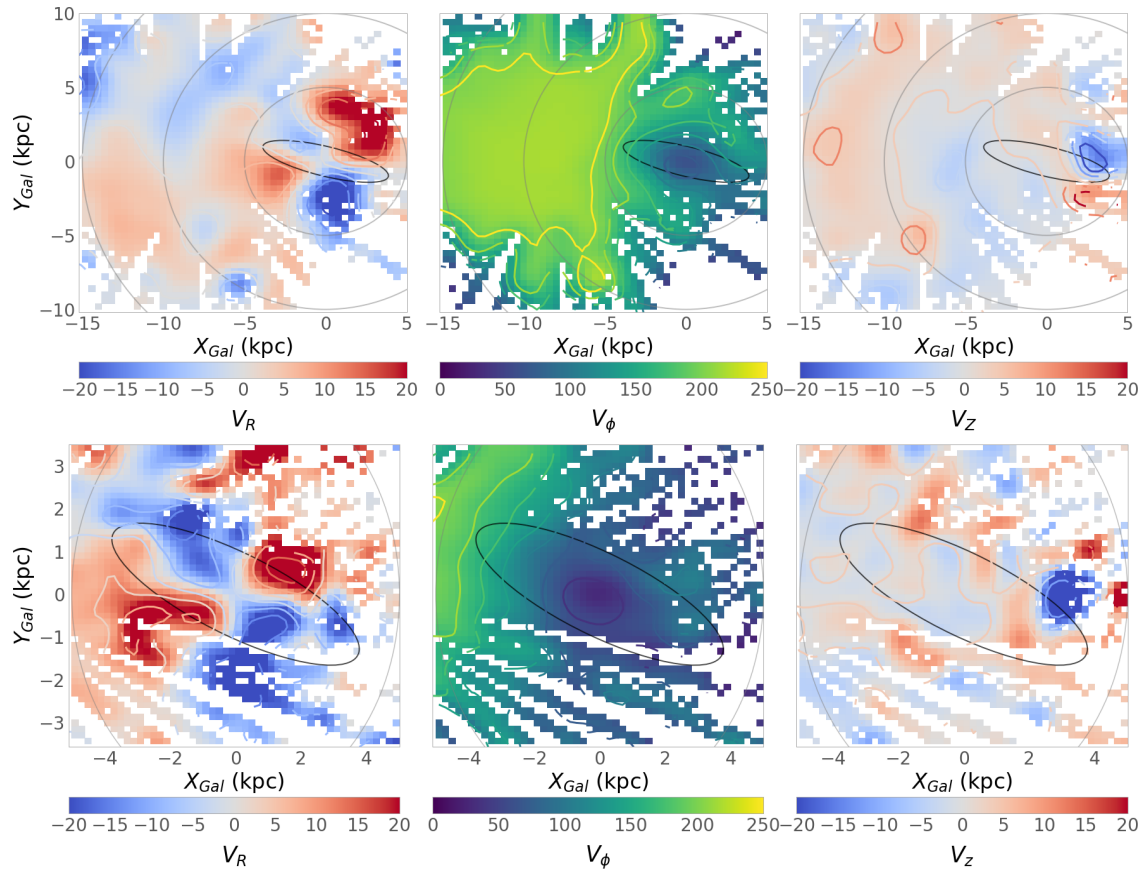 10
5
0
−5
−10
Y_Gal (kpc)
−15 −10 −5 0 5
−15 −10 −5 0 5
−15 −10 −5 0 5
X_Gal (kpc) X_Gal (kpc) X_Gal (kpc)
−20 −15 −10 −5 0 5 10 15 20
0 50 100 150 200 250
−20 −15 −10 −5 0 5 10 15 20
V_R V_ϕ V_Z
3
2
1
0
−1
−2
−3
Y_Gal (kpc)
−4 −2 0 2 4
−4 −2 0 2 4
−4 −2 0 2 4
X_Gal (kpc) X_Gal (kpc) X_Gal (kpc)
−20 −15 −10 −5 0 5 10 15 20
0 50 100 150 200 250
−20 −15 −10 −5 0 5 10 15 20
V_R V_ϕ V_z